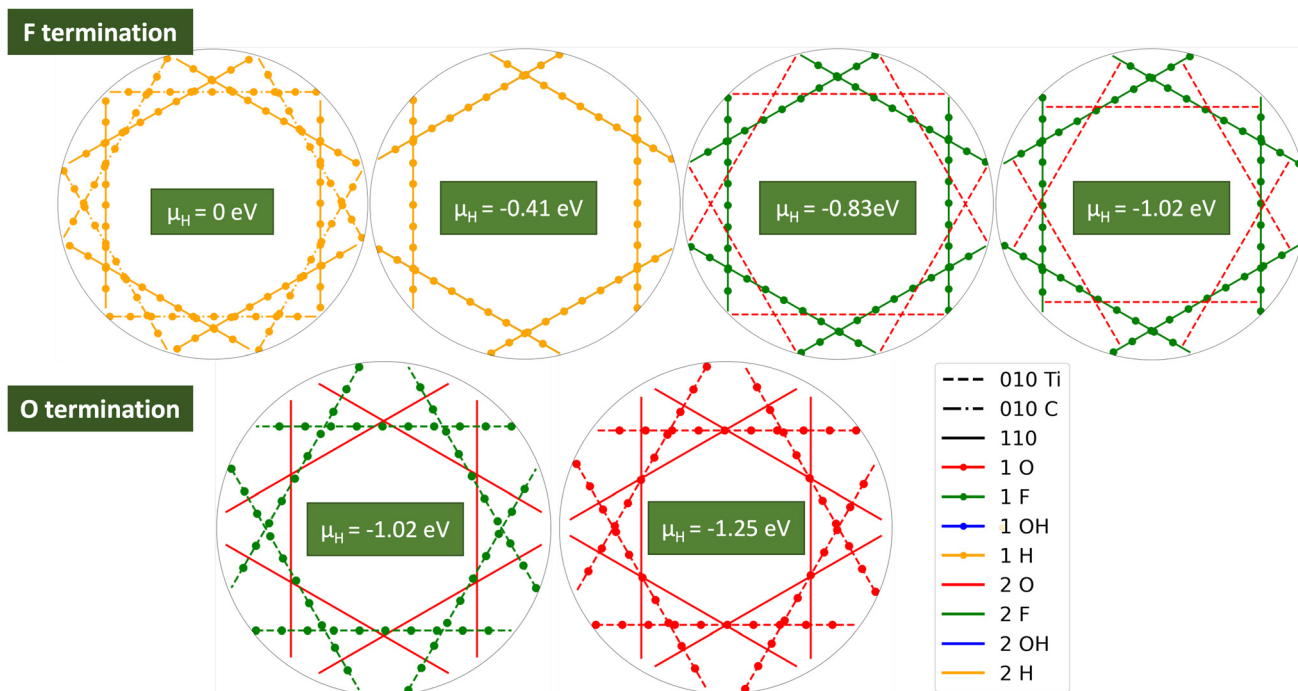 F termination
μH = 0 eV
μH = -0.41 eV
μH = -0.83eV
μH = -1.02 eV
O termination
μH = -1.02 eV
μH = -1.25 eV
010 Ti
010 C
110
1 O
1 F
1 OH
1 H
2 O
2 F
2 OH
2 H